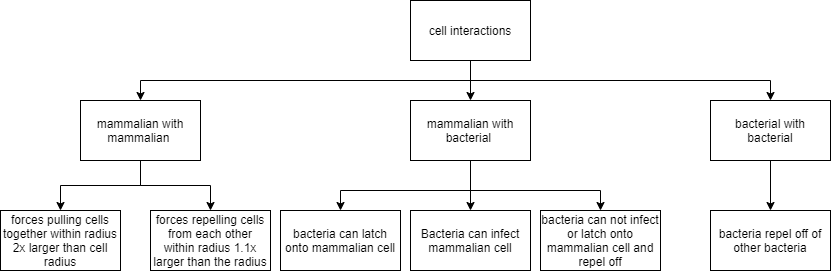 cell interactions
mammalian with
mammalian
mammalian with
bacterial
bacterial with
bacterial
forces pulling cells
together within radius
2x larger than cell
radius
forces repelling cells
from each other
within radius 1.1x
larger than the radius
bacteria can latch
onto mammalian cell
Bacteria can infect
mammalian cell
bacteria can not infect
or latch onto
mammalian cell and
repel off
bacteria repel off of
other bacteria